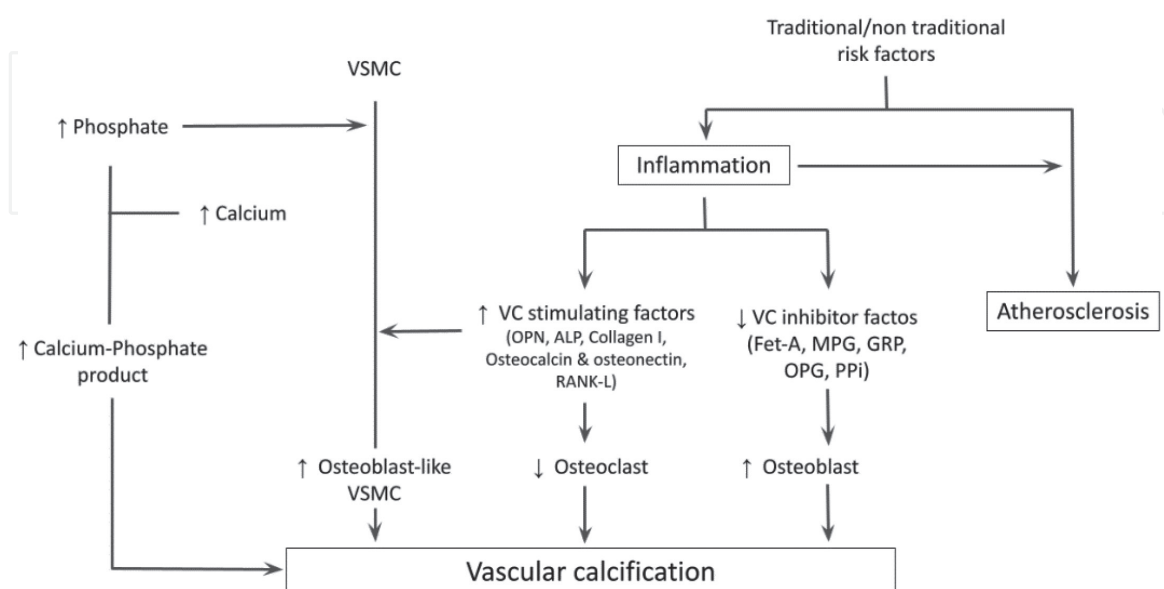 Traditional/non traditional
risk factors
VSMC
↑ Phosphate
Inflammation
↑ Calcium
Atherosclerosis
↑ VC stimulating factors
(OPN, ALP, Collagen I,
Osteocalcin & osteonectin,
RANK-L)
↓ VC inhibitor factos
(Fet-A, MPG, GRP,
OPG, PPi)
↑ Calcium-Phosphate
product
↑ Osteoblast-like
VSMC
↓ Osteoclast
↑ Osteoblast
Vascular calcification